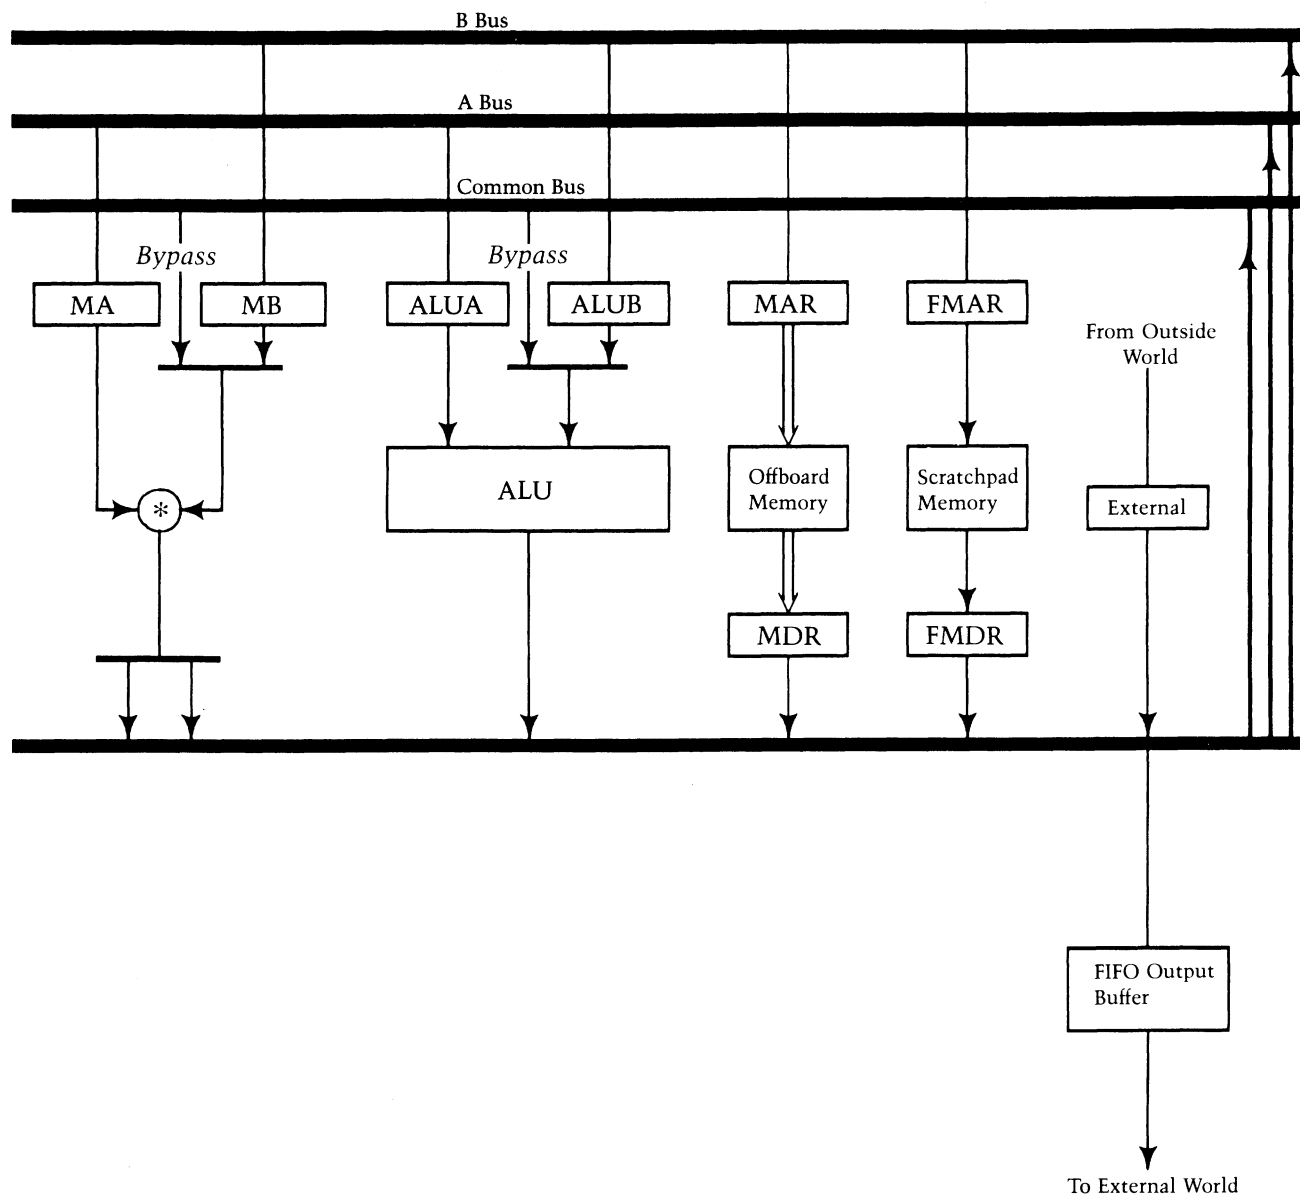 B Bus
A Bus
Common Bus
Bypass
Bypass
MA
MB
ALUA
ALUB
MAR
FMAR
From Outside
World
ALU
Offboard
Memory
Scratchpad
Memory
External
*
MDR
FMDR
FIFO Output
Buffer
To External World